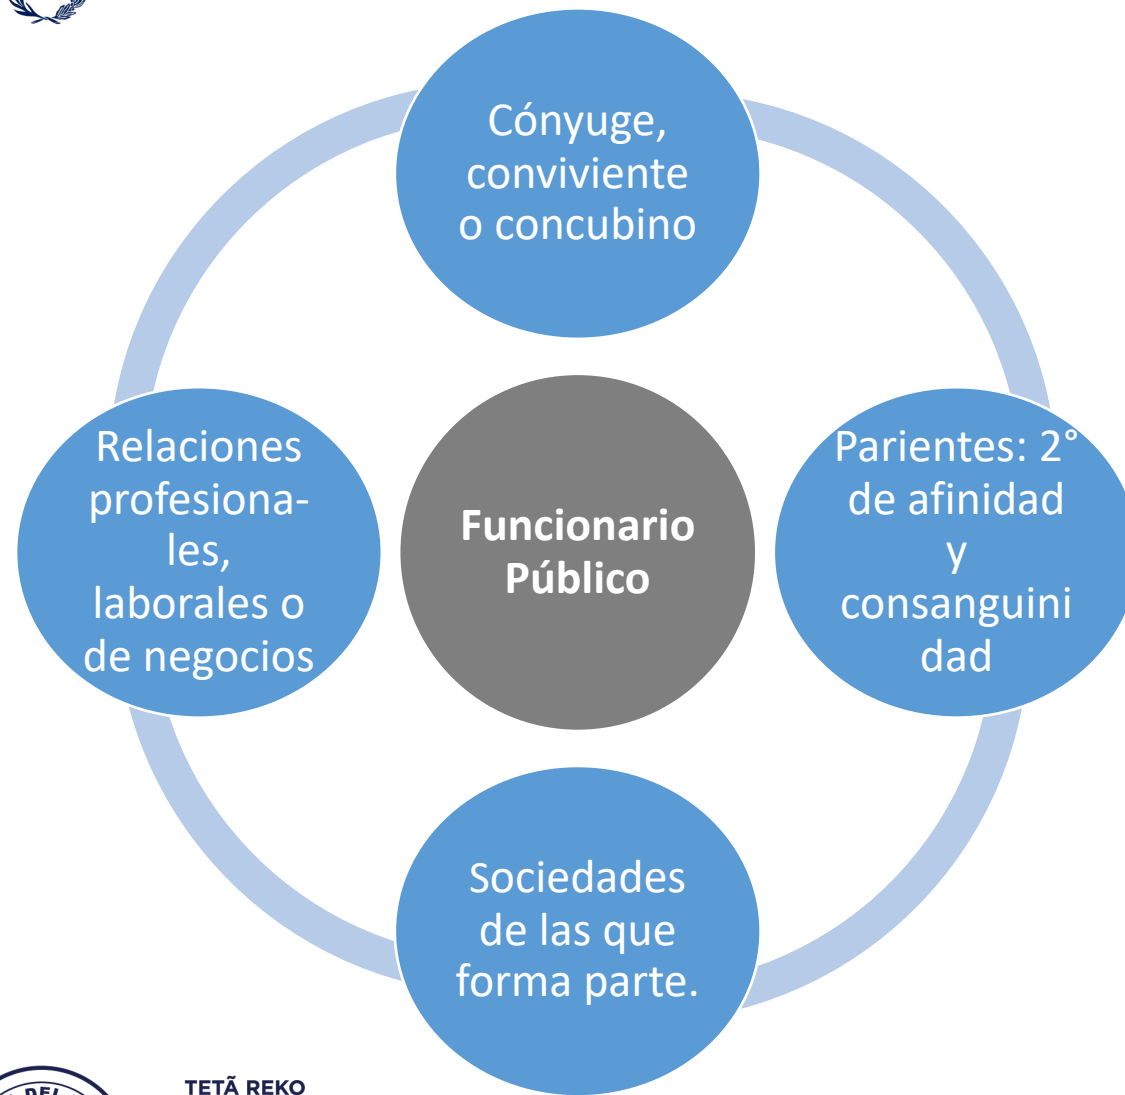 Cónyuge,
conviviente
o concubino
Relaciones
profesiona-
les,
laborales o
de negocios
Funcionario
Público
Parientes: 2°
de afinidad
y
consanguini
dad
Sociedades
de las que
forma parte.
DEL
TETÃ REKO